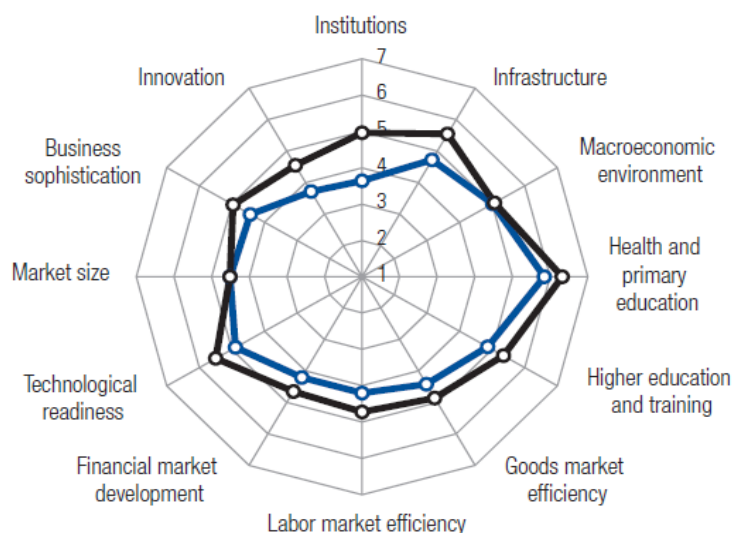 Institutions
Infrastructure
Macroeconomic
environment
Health and
primary
education
Higher education
and training
Goods market
efficiency
Labor market efficiency
Financial market
development
Technological
readiness
Market size
Business
sophistication
Innovation
7
6
5
4
3
2
1